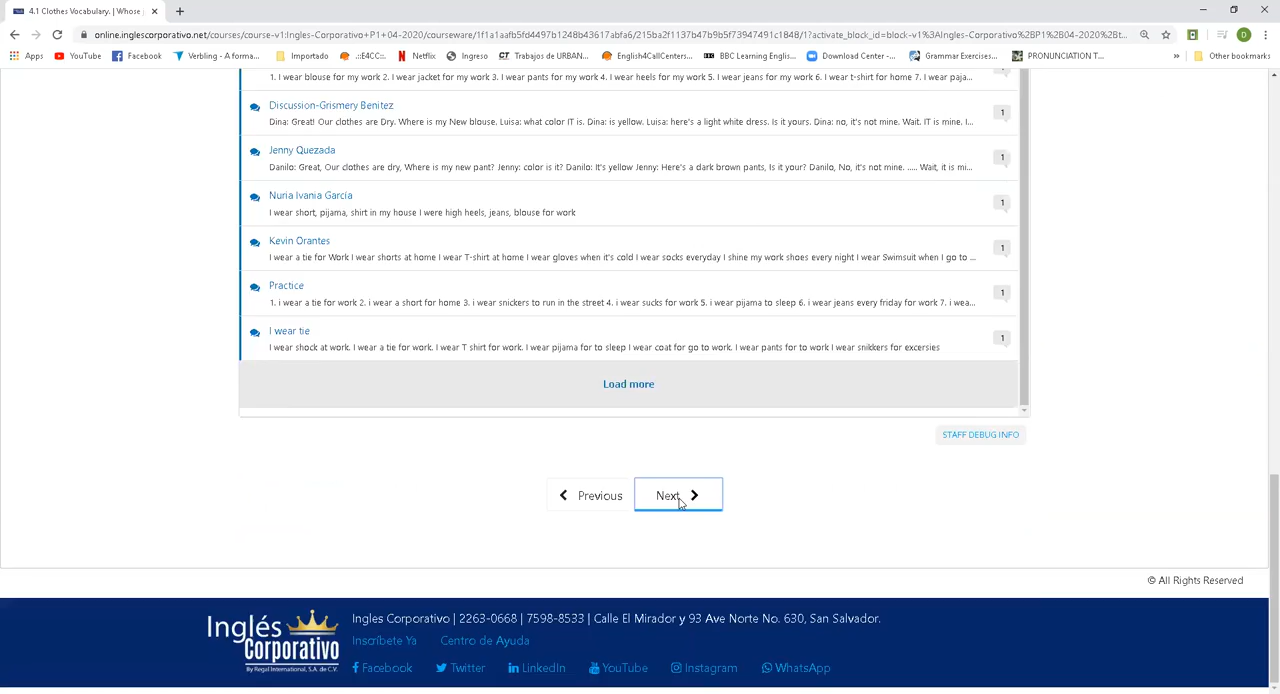 4.1 Clothes Vocabulary. | Whose
online.inglescorporativo.net/courses/course-v1:Ingles-Corporativo+P1+04-2020/courseware/1f1a1aafb5fd4497b1248b43617abfa6/215ba2f1137b47b9b5f73947491c1848/1?activate_block_id=block-v1%3AIngles-Corporativo%2BP1%2B04-2020%2Bt...
Apps YouTube Facebook Verbling - A form... Importado .::E4CC::. Netflix Ingreso Trabajos de URBAN... English4CallCenters... BBC Learning Englis... Download Center -... Grammar Exercises... PRONUNCIATION T... » Other bookmarks
1. I wear blouse for my work 2. I wear jacket for my work 3. I wear pants for my work 4. I wear heels for my work 5. I wear jeans for my work 6. I wear t-shirt for home 7. I wear paja...
Discussion-Grismery Benitez
Dina: Great! Our clothes are Dry. Where is my New blouse. Luisa: what color IT is. Dina: is yellow. Luisa: here's a light white dress. Is it yours. Dina: no, it's not mine. Wait. IT is mine. I...
1
Jenny Quezada
Danilo: Great, Our clothes are dry, Where is my new pant? Jenny: color is it? Danilo: It's yellow Jenny: Here's a dark brown pants, Is it your? Danilo, No, it's not mine. ..... Wait, it is mi...
1
Nuria Ivania García
I wear short, pijama, shirt in my house I were high heels, jeans, blouse for work
1
Kevin Orantes
I wear a tie for Work I wear shorts at home I wear T-shirt at home I wear gloves when it's cold I wear socks everyday I shine my work shoes every night I wear Swimsuit when I go to ...
1
Practice
1. i wear a tie for work 2. i wear a short for home 3. i wear snickers to run in the street 4. i wear sucks for work 5. i wear pijama to sleep 6. i wear jeans every friday for work 7. i wea...
1
I wear tie
I wear shock at work. I wear a tie for work. I wear T shirt for work. I wear pijama for to sleep I wear coat for go to work. I wear pants for to work I wear snikkers for excersies
1
Load more
STAFF DEBUG INFO
Previous Next
© All Rights Reserved
Inglés Corporativo
By Regal International, S.A. de C.V.
Ingles Corporativo | 2263-0668 | 7598-8533 | Calle El Mirador y 93 Ave Norte No. 630, San Salvador.
Inscríbete Ya Centro de Ayuda
Facebook Twitter LinkedIn YouTube Instagram WhatsApp